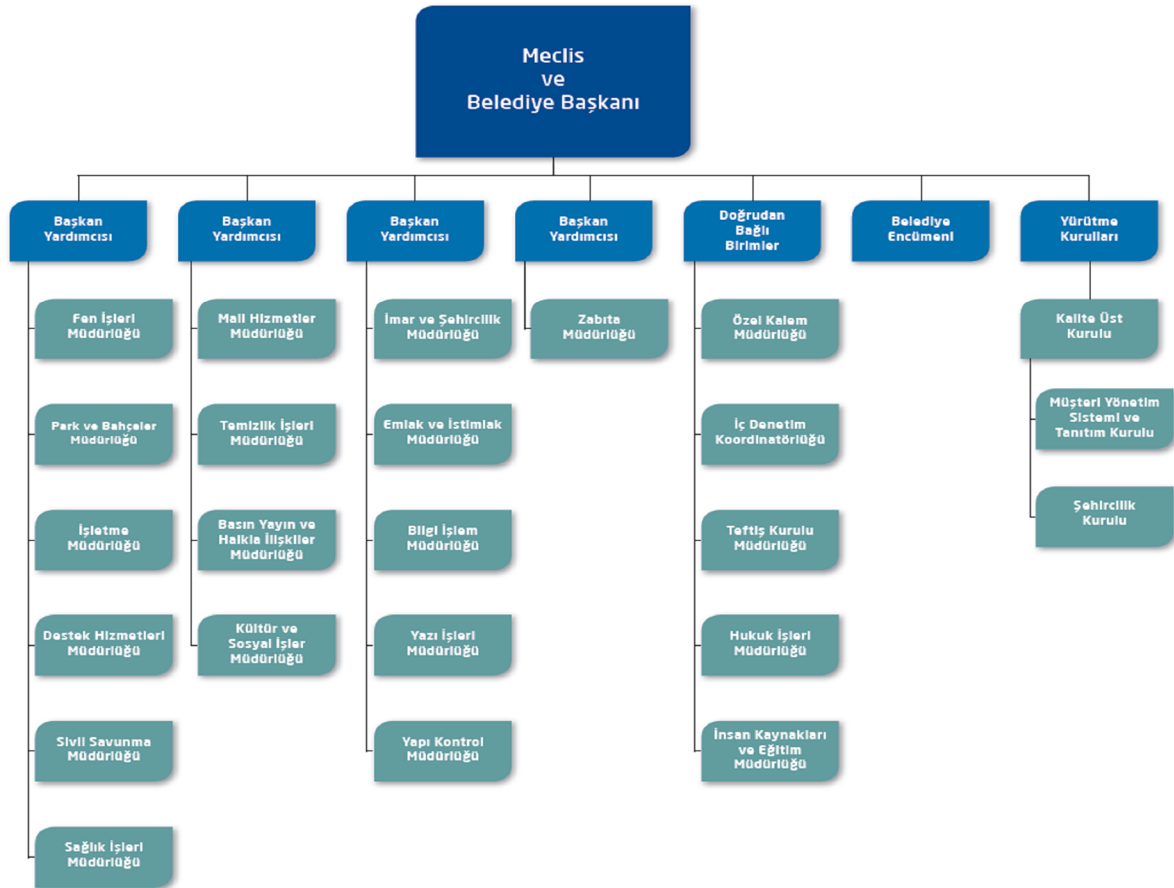 Meclis
ve
Belediye Başkanı
Başkan
Yardımcısı
Başkan
Yardımcısı
Başkan
Yardımcısı
Başkan
Yardımcısı
Doğrudan
Bağlı
Birimler
Belediye
Encümeni
Yürütme
Kurulları
Fen İşleri
Müdürlüğü
Park ve Bahçeler
Müdürlüğü
İşletme
Müdürlüğü
Destek Hizmetleri
Müdürlüğü
Sivil Savunma
Müdürlüğü
Sağlık İşleri
Müdürlüğü
Mali Hizmetler
Müdürlüğü
Temizlik İşleri
Müdürlüğü
Basın Yayın ve
Halkla İlişkiler
Müdürlüğü
Kültür ve
Sosyal İşler
Müdürlüğü
İmar ve Şehircilik
Müdürlüğü
Emlak ve İstimlak
Müdürlüğü
Bilgi İşlem
Müdürlüğü
Yazı İşleri
Müdürlüğü
Yapı Kontrol
Müdürlüğü
Zabıta
Müdürlüğü
Özel Kalem
Müdürlüğü
İç Denetim
Koordinatörlüğü
Teftiş Kurulu
Müdürlüğü
Hukuk İşleri
Müdürlüğü
İnsan Kaynakları
ve Eğitim
Müdürlüğü
Kalite Üst
Kurulu
Müşteri Yönetim
Sistemi ve
Tanıtım Kurulu
Şehircilik
Kurulu